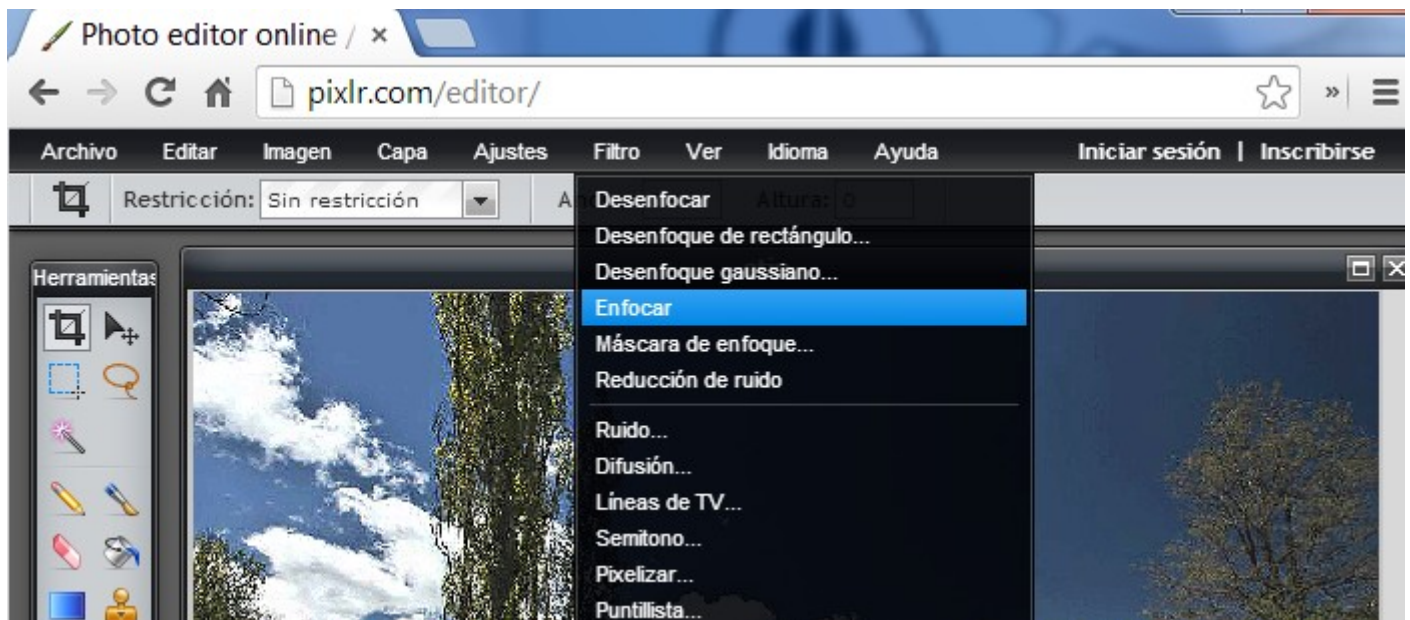 Photo editor online /
pixlr.com/editor/
Archivo Editar Imagen Capa Ajustes Filtro Ver Idioma Ayuda Iniciar sesión | Inscribirse
Restricción: Sin restricción Altura: 0
Desenfocar
Desenfoque de rectángulo...
Desenfoque gaussiano...
Herramientas
Enfocar
Máscara de enfoque...
Reducción de ruido
Ruido...
Difusión...
Líneas de TV...
Semitono...
Pixelizar...
Puntillista...